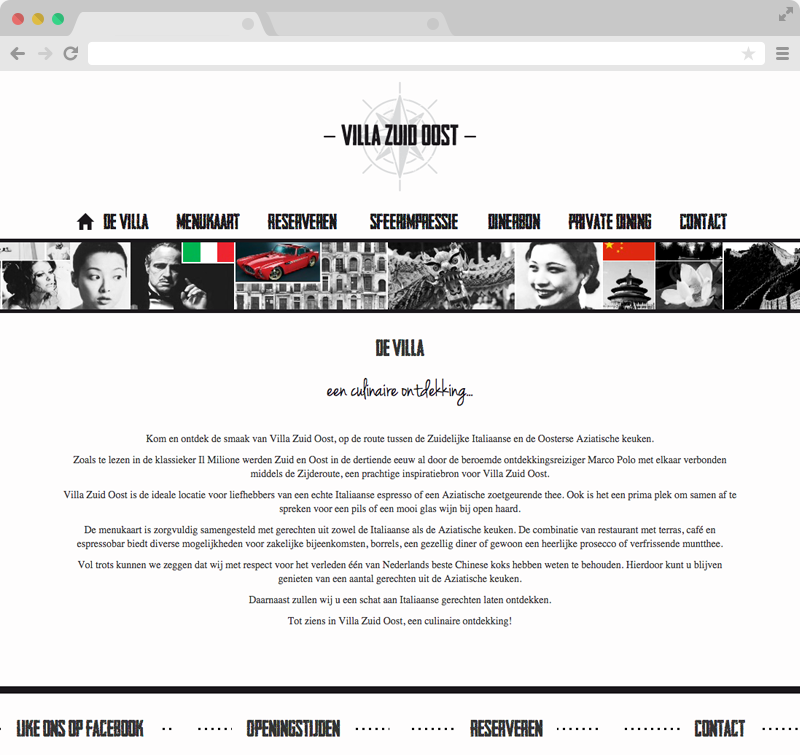 – VILLA ZUID OOST –
DE VILLA MENUKAART RESERVEREN SFEERIMPRESSIE DINERBON PRIVATE DINING CONTACT
DE VILLA
een culinaire ontdekking...
Kom en ontdek de smaak van Villa Zuid Oost, op de route tussen de Zuidelijke Italiaanse en de Oosterse Aziatische keuken.
Zoals te lezen in de klassieker Il Milione werden Zuid en Oost in de dertiende eeuw al door de beroemde ontdekkingsreiziger Marco Polo met elkaar verbonden
middels de Zijderoute, een prachtige inspiratiebron voor Villa Zuid Oost.
Villa Zuid Oost is de ideale locatie voor liefhebbers van een echte Italiaanse espresso of een Aziatische zoetgeurende thee. Ook is het een prima plek om samen af te
spreken voor een pils of een mooi glas wijn bij open haard.
De menukaart is zorgvuldig samengesteld met gerechten uit zowel de Italiaanse als de Aziatische keuken. De combinatie van restaurant met terras, café en
espressobar biedt diverse mogelijkheden voor zakelijke bijeenkomsten, borrels, een gezellig diner of gewoon een heerlijke prosecco of verfrissende muntthee.
Vol trots kunnen we zeggen dat wij met respect voor het verleden één van Nederlands beste Chinese koks hebben weten te behouden. Hierdoor kunt u blijven
genieten van een aantal gerechten uit de Aziatische keuken.
Daarnaast zullen wij u een schat aan Italiaanse gerechten laten ontdekken.
Tot ziens in Villa Zuid Oost, een culinaire ontdekking!
LIKE ONS OP FACEBOOK OPENINGSTIJDEN RESERVEREN CONTACT